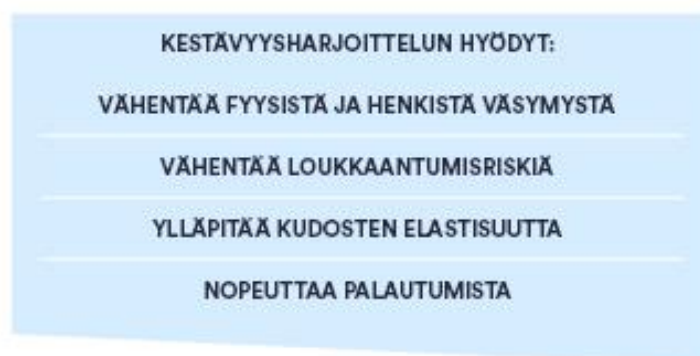 KESTÄVYYSHARJOITTELUN HYÖDYT:
VÄHENTÄÄ FYYSISTÄ JA HENKISTÄ VÄSYMYSTÄ
VÄHENTÄÄ LOUKKAANTUMISRISKIÄ
YLLÄPITÄÄ KUDOSTEN ELASTISUUTTA
NOPEUTTAA PALAUTUMISTA